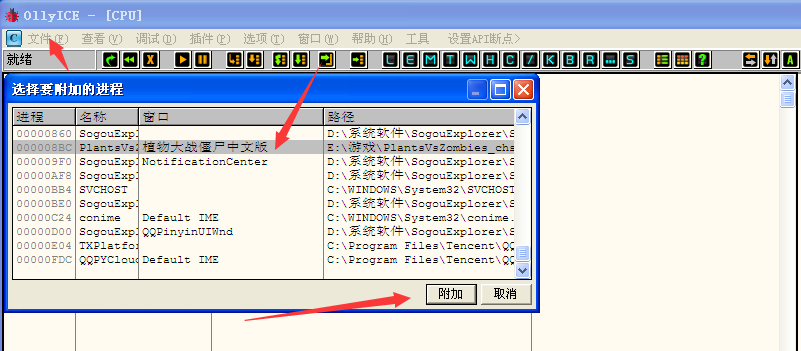 OllyICE - [CPU]
C 文件(F) 查看(V) 调试(D) 插件(P) 选项(T) 窗口(W) 帮助(H) 工具 设置API断点>
就绪 L E M T W H C / K B R ... S
选择要附加的进程
进程 名称 窗口 路径
00000860 SogouExpl D:\系统软件\SogouExplorer\S
000008BC PlantsVsZ 植物大战僵尸中文版 E:\游戏\PlantsVsZombies_chs
000009F0 SogouExpl NotificationCenter D:\系统软件\SogouExplorer\S
00000AF8 SogouExpl D:\系统软件\SogouExplorer\S
00000BB4 SVCHOST C:\WINDOWS\System32\SVCHOST
00000BE0 SogouExpl D:\系统软件\SogouExplorer\S
00000C24 conime Default IME C:\WINDOWS\System32\conime.
00000D00 SogouExpl QQPinyinUIWnd D:\系统软件\SogouExplorer\S
00000E04 TXPlatfor C:\Program Files\Tencent\QQ
00000FDC QQPYCloud Default IME C:\Program Files\Tencent\QQ
附加 取消